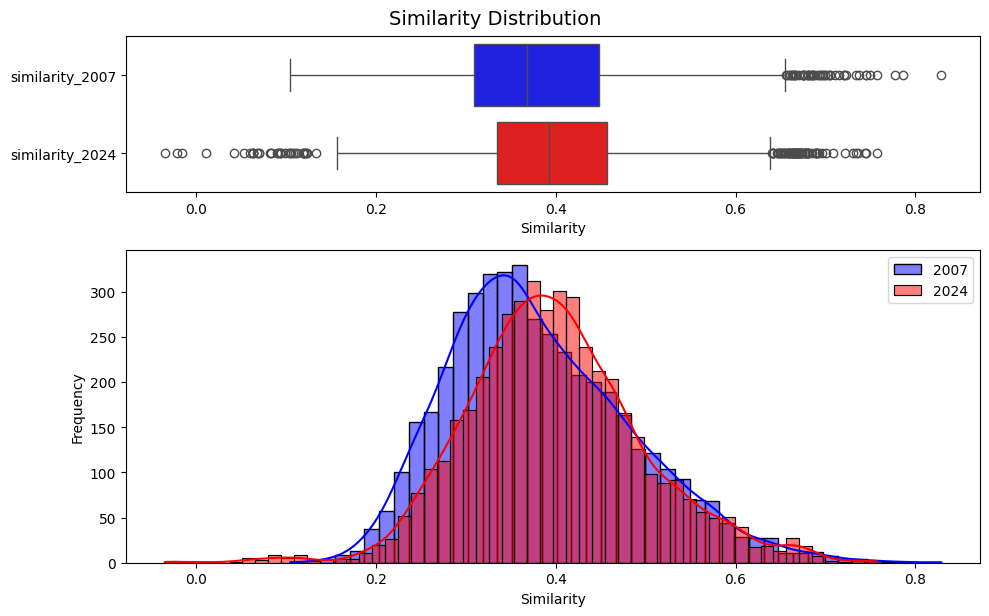 Similarity Distribution
similarity_2007
similarity_2024
0.0 0.2 0.4 0.6 0.8
Similarity
2007
2024
Frequency
300
250
200
150
100
50
0
0.0 0.2 0.4 0.6 0.8
Similarity